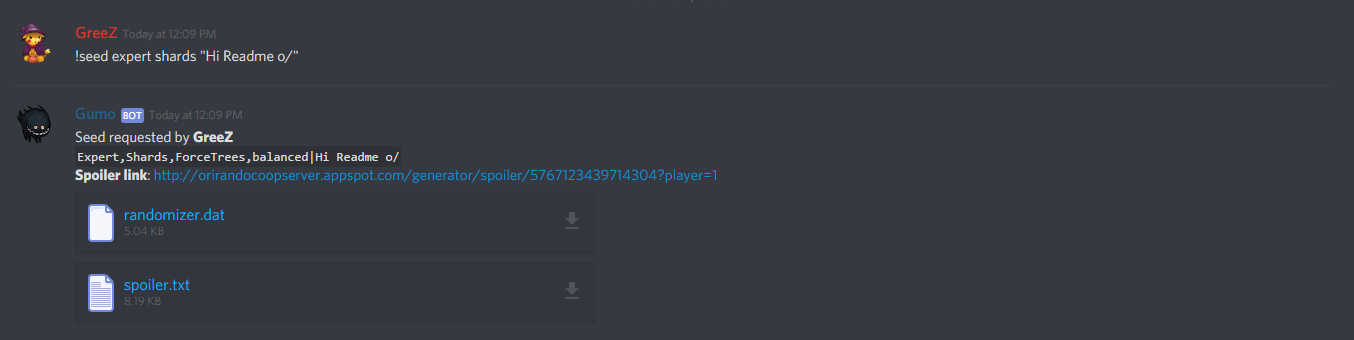 GreeZ Today at 12:09 PM
!seed expert shards "Hi Readme o/"
Gumo BOT Today at 12:09 PM
Seed requested by GreeZ
Expert,Shards,ForceTrees,balanced|Hi Readme o/
Spoiler link: http://orirandocoopserver.appspot.com/generator/spoiler/5767123439714304?player=1
randomizer.dat
5.04 KB
spoiler.txt
8.19 KB